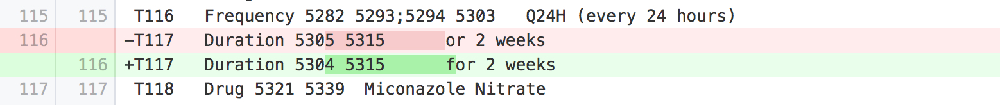 115 115 T116 Frequency 5282 5293;5294 5303 Q24H (every 24 hours)
116 -T117 Duration 5305 5315 or 2 weeks
116 +T117 Duration 5304 5315 for 2 weeks
117 117 T118 Drug 5321 5339 Miconazole Nitrate